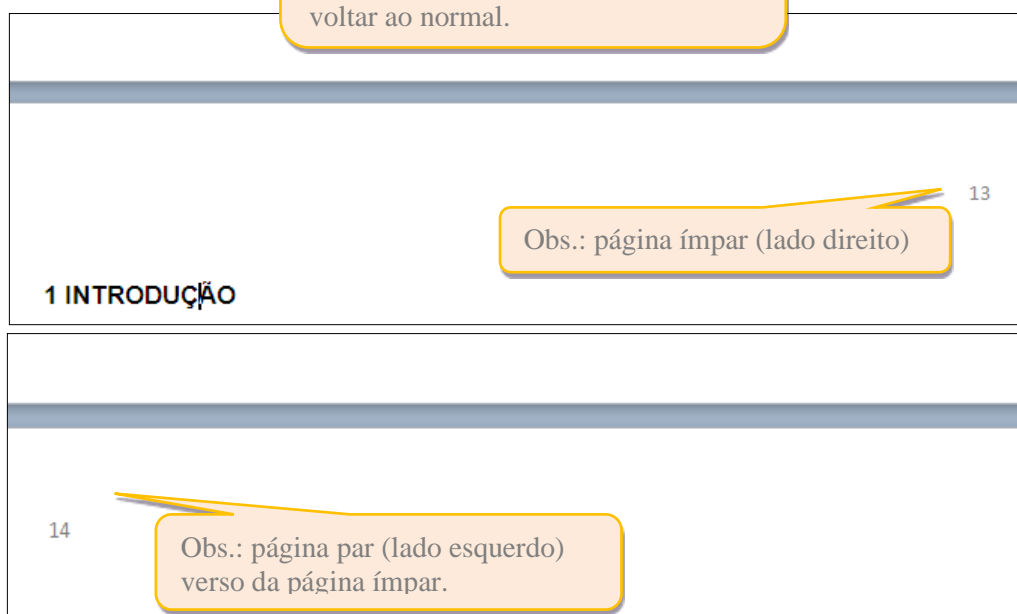 voltar ao normal.
13
Obs.: página ímpar (lado direito)
1 INTRODUÇÃO
14
Obs.: página par (lado esquerdo)
verso da página ímpar.